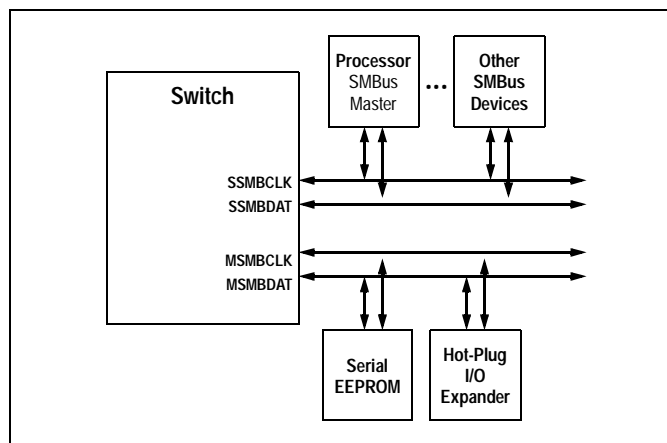 Switch
Processor
SMBus
Master
...
Other
SMBus
Devices
SSMBCLK
SSMBDAT
MSMBCLK
MSMBDAT
Serial
EEPROM
Hot-Plug
I/O
Expander